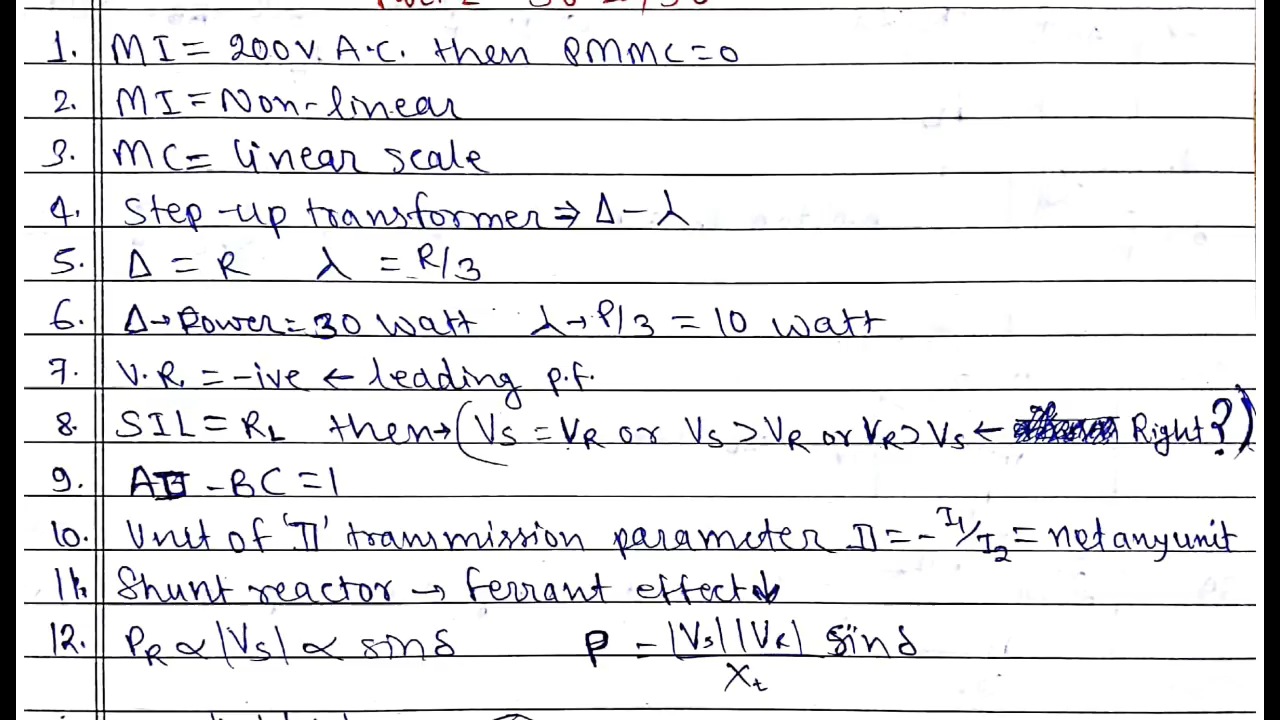 1. MI = 200V. A.C. then PMMC = 0
2. MI = Non-linear
3. MC = linear scale
4. Step-up transformer ⇒ Δ - λ
5. Δ = R λ = R/3
6. Δ → Power = 30 watt λ → P/3 = 10 watt
7. V.R. = -ive ← leading p.f.
8. SIL = RL then → (VS = VR or VS > VR or VR > VS ← Right?)
9. AD - BC = 1
10. Unit of 'D' transmission parameter D = - I1/I2 = not any unit
11. Shunt reactor → ferrant effect ↓
12. PR ∝ |VS| ∝ sinδ P = |VS| |VR| / Xt sinδ